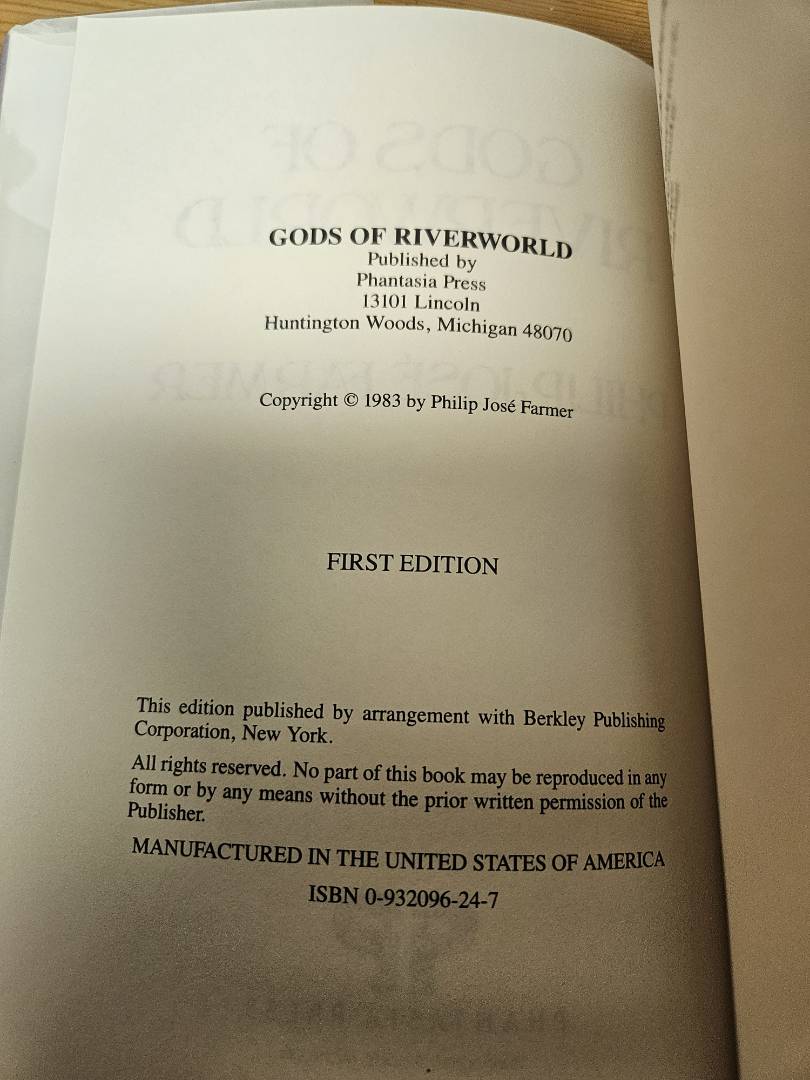 GODS OF RIVERWORLD
Published by
Phantasia Press
13101 Lincoln
Huntington Woods, Michigan 48070
Copyright © 1983 by Philip José Farmer
FIRST EDITION
This edition published by arrangement with Berkley Publishing
Corporation, New York.
All rights reserved. No part of this book may be reproduced in any
form or by any means without the prior written permission of the
Publisher.
MANUFACTURED IN THE UNITED STATES OF AMERICA
ISBN 0-932096-24-7